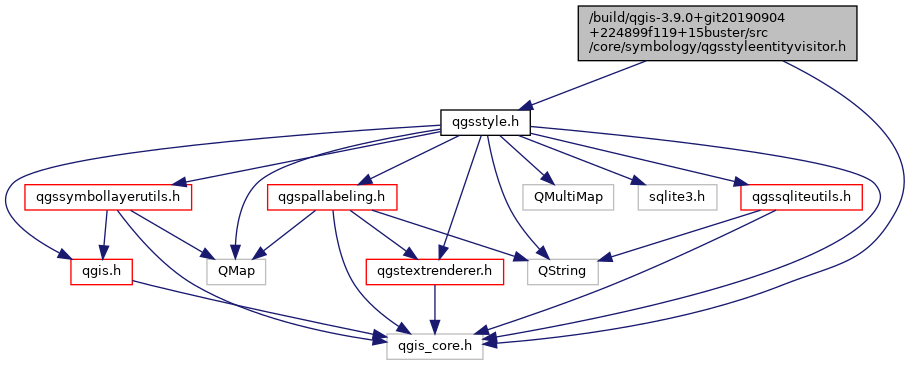 /build/qgis-3.9.0+git20190904
+224899f119+15buster/src
/core/symbology/qgsstyleentityvisitor.h
qgsstyle.h
qgssymbollayerutils.h
qgspallabeling.h
QMultiMap
sqlite3.h
qgssqliteutils.h
qgis.h
QMap
qgstextrenderer.h
QString
qgis_core.h